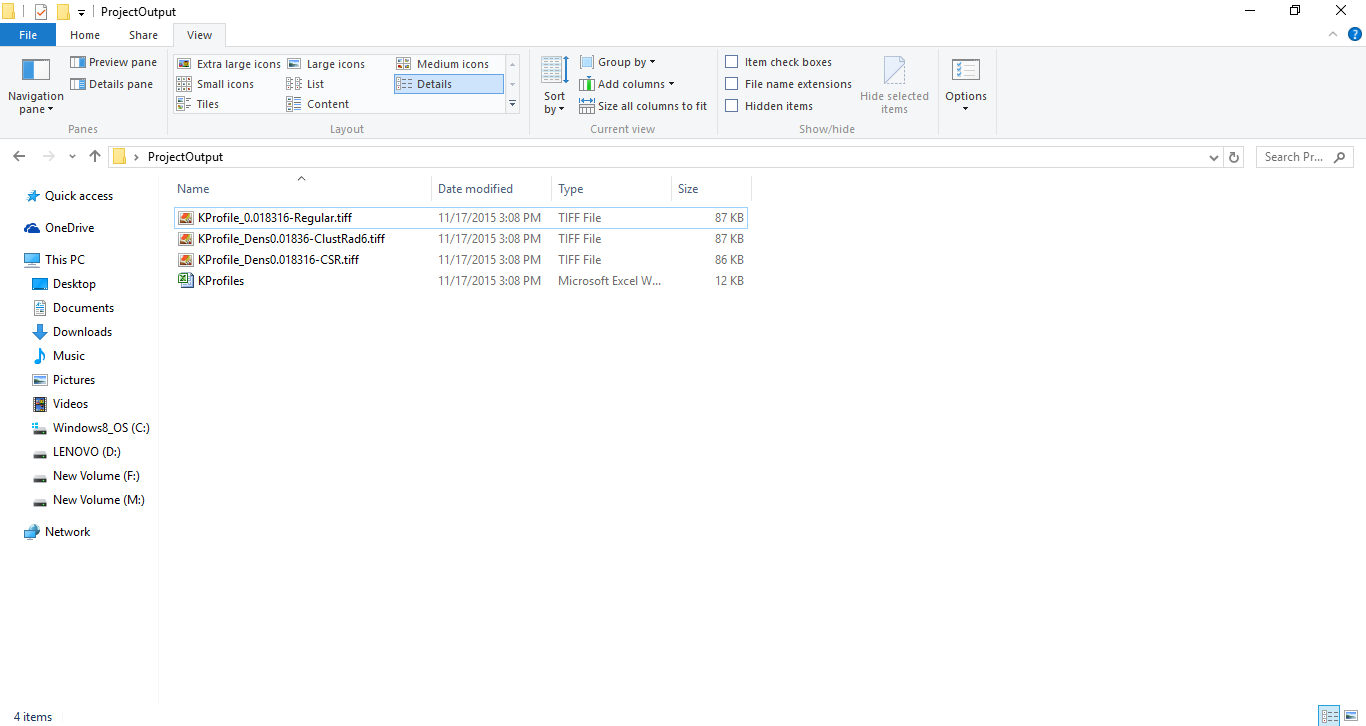 ProjectOutput
File Home Share View
Navigation pane
Preview pane
Details pane
Panes
Extra large icons Large icons Medium icons
Small icons List Details
Tiles Content
Layout
Sort by
Group by
Add columns
Size all columns to fit
Current view
Item check boxes
File name extensions
Hidden items
Hide selected items
Show/hide
Options
ProjectOutput
Search Pr...
Quick access
OneDrive
This PC
Desktop
Documents
Downloads
Music
Pictures
Videos
Windows8_OS (C:)
LENOVO (D:)
New Volume (F:)
New Volume (M:)
Network
Name Date modified Type Size
KProfile_0.018316-Regular.tiff 11/17/2015 3:08 PM TIFF File 87 KB
KProfile_Dens0.01836-ClustRad6.tiff 11/17/2015 3:08 PM TIFF File 87 KB
KProfile_Dens0.018316-CSR.tiff 11/17/2015 3:08 PM TIFF File 86 KB
KProfiles 11/17/2015 3:08 PM Microsoft Excel W... 12 KB
4 items